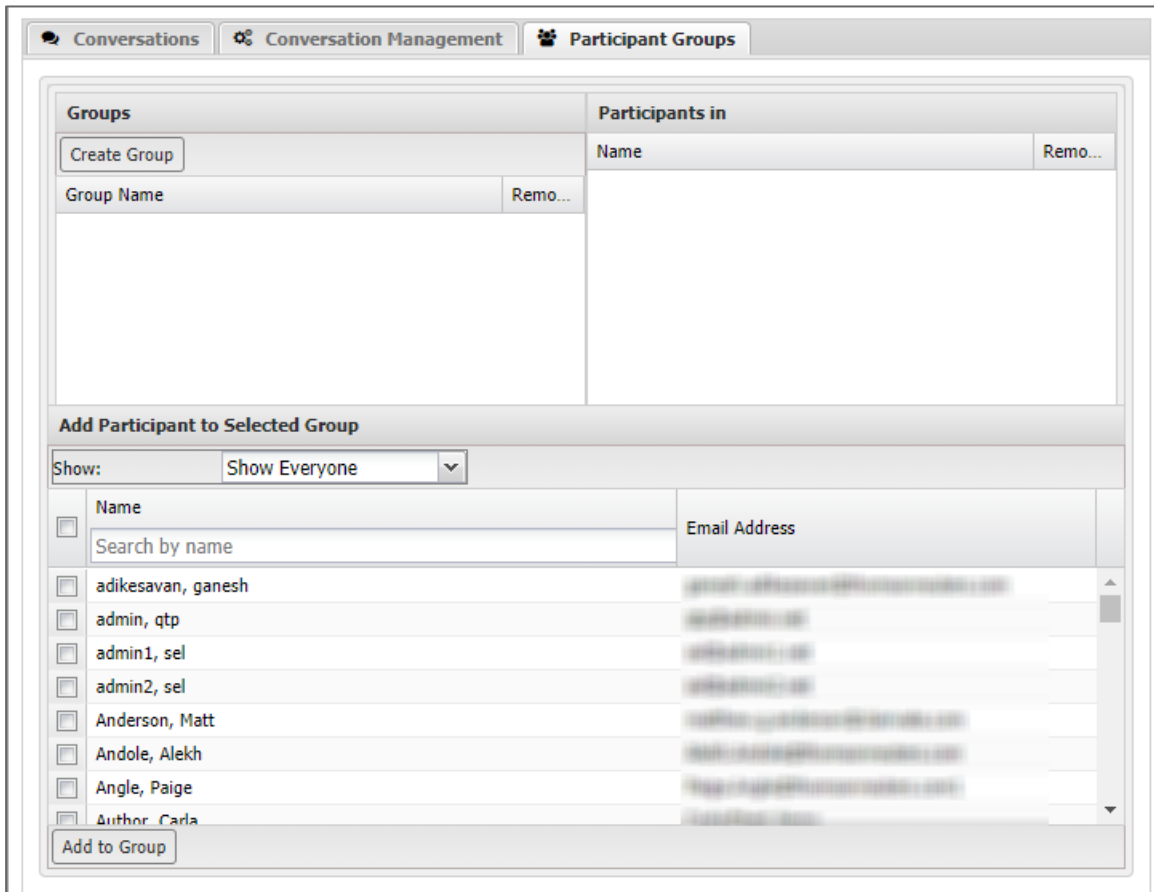 Conversations Conversation Management Participant Groups
Groups Participants in
Create Group Name Remo...
Group Name Remo...
Add Participant to Selected Group
Show: Show Everyone
Name
Email Address
Search by name
adikesavan, ganesh
admin, qtp
admin1, sel
admin2, sel
Anderson, Matt
Andole, Alekh
Angle, Paige
Author, Carla
Add to Group